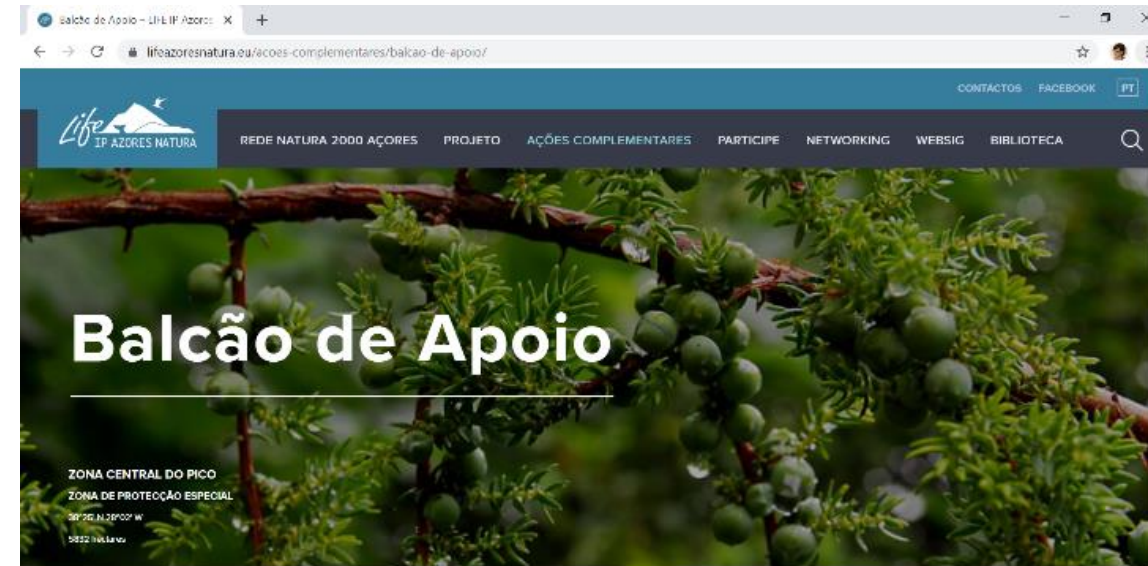 Balcão de Apoio – LIFE IP Azores
lifeazoresnatura.eu/acoes-complementares/balcao-de-apoio/
CONTACTOS FACEBOOK PT
Life
IP AZORES NATURA
REDE NATURA 2000 AÇORES PROJETO AÇÕES COMPLEMENTARES PARTICIPE NETWORKING WEBSIG BIBLIOTECA
Balcão de Apoio
ZONA CENTRAL DO PICO
ZONA DE PROTECÇÃO ESPECIAL
5832 hectares